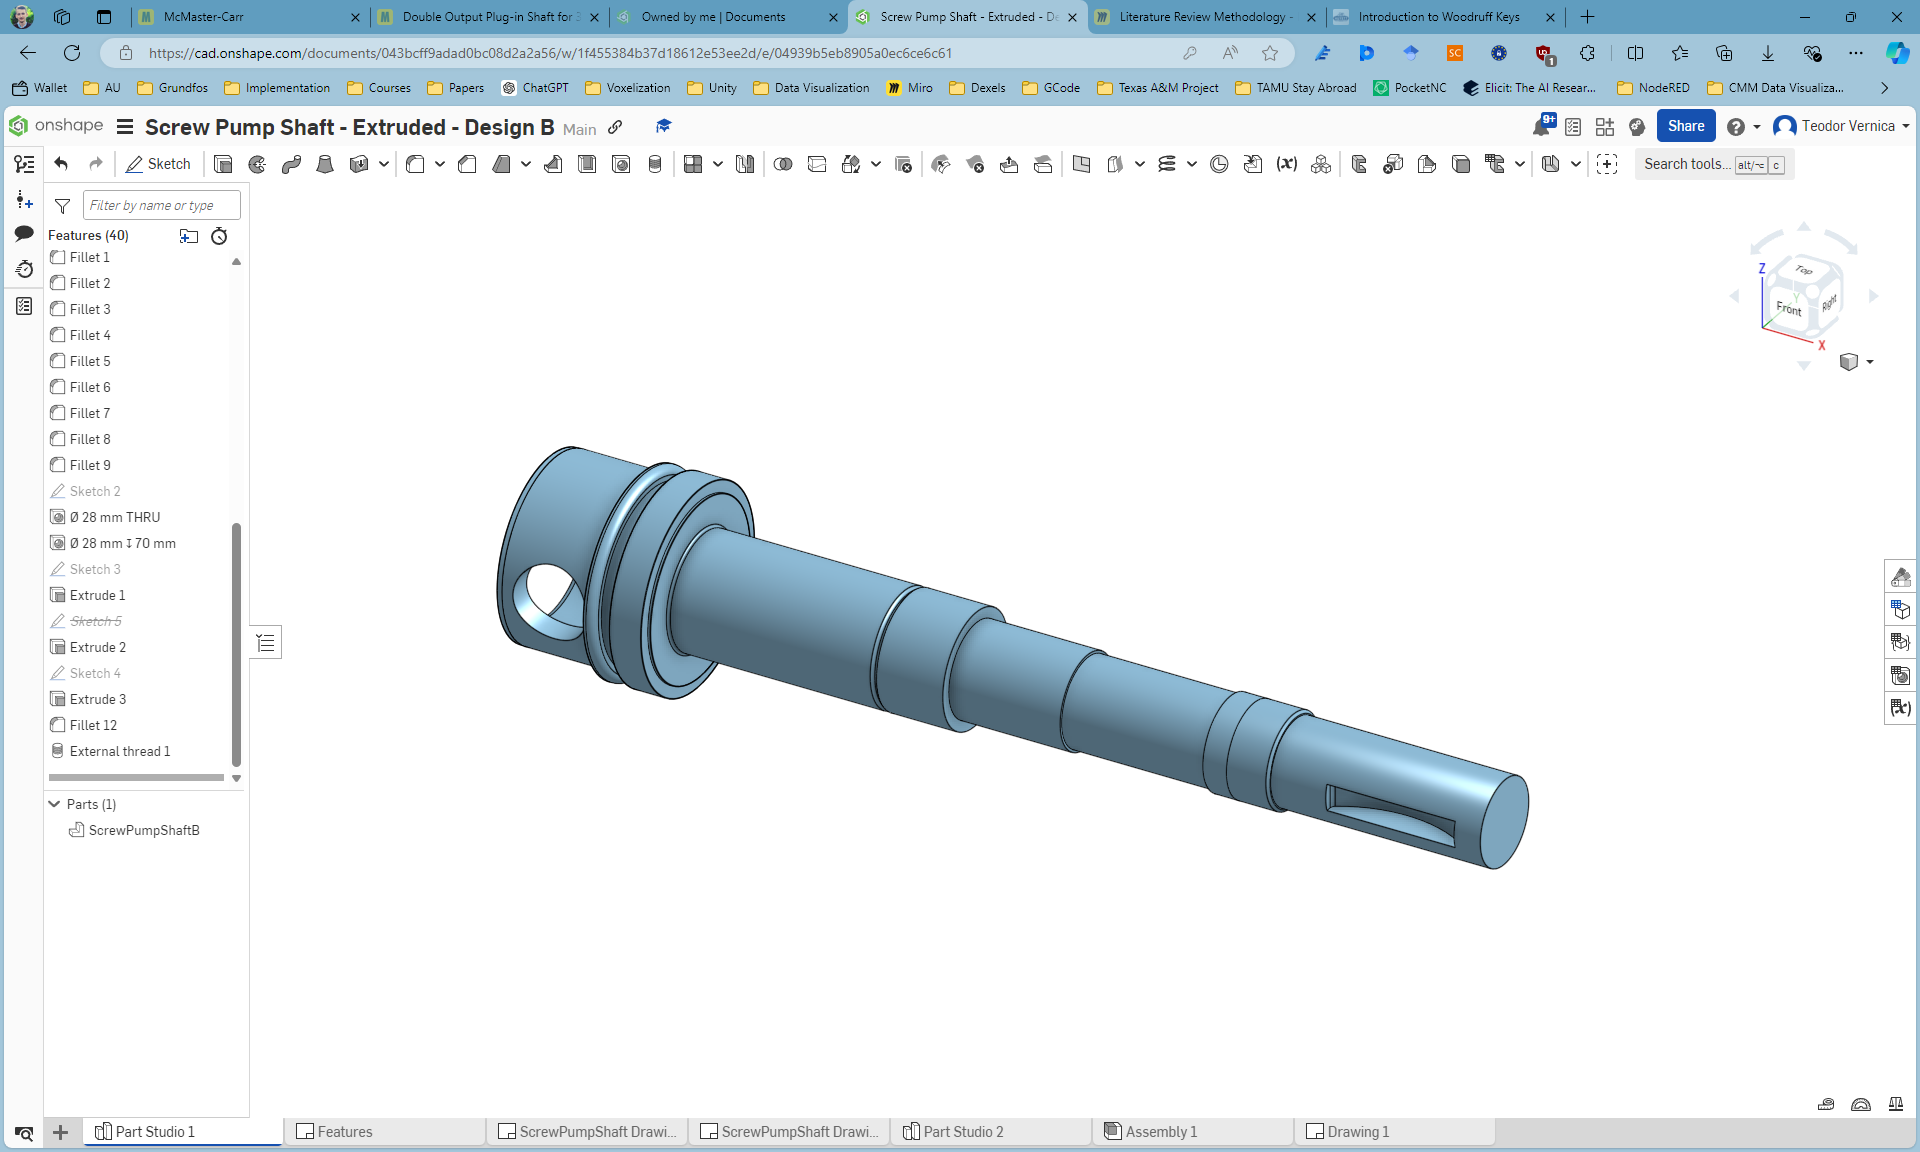 McMaster-Carr
Double Output Plug-in Shaft for 3
Owned by me | Documents
Screw Pump Shaft - Extruded - De
Literature Review Methodology -
Introduction to Woodruff Keys
https://cad.onshape.com/documents/043bcff9adad0bc08d2a2a56/w/1f455384b37d18612e53ee2d/e/04939b5eb8905a0ec6ce6c61
Wallet AU Grundfos Implementation Courses Papers ChatGPT Voxelization Unity Data Visualization Miro Dexels GCode Texas A&M Project TAMU Stay Abroad PocketNC Elicit: The AI Resear... NodeRED CMM Data Visualiza...
onshape Screw Pump Shaft - Extruded - Design B Main 9+ Share Teodor Vernica
Sketch Search tools... alt/⌥ c
Filter by name or type
Features (40)
Fillet 1
Fillet 2
Fillet 3
Fillet 4
Fillet 5
Fillet 6
Fillet 7
Fillet 8
Fillet 9
Sketch 2
Ø 28 mm THRU
Ø 28 mm ↧ 70 mm
Sketch 3
Extrude 1
Sketch 5
Extrude 2
Sketch 4
Extrude 3
Fillet 12
External thread 1
Parts (1)
ScrewPumpShaftB
Z
Top
Y
Front
Right
X
Part Studio 1
Features
ScrewPumpShaft Drawi...
ScrewPumpShaft Drawi...
Part Studio 2
Assembly 1
Drawing 1